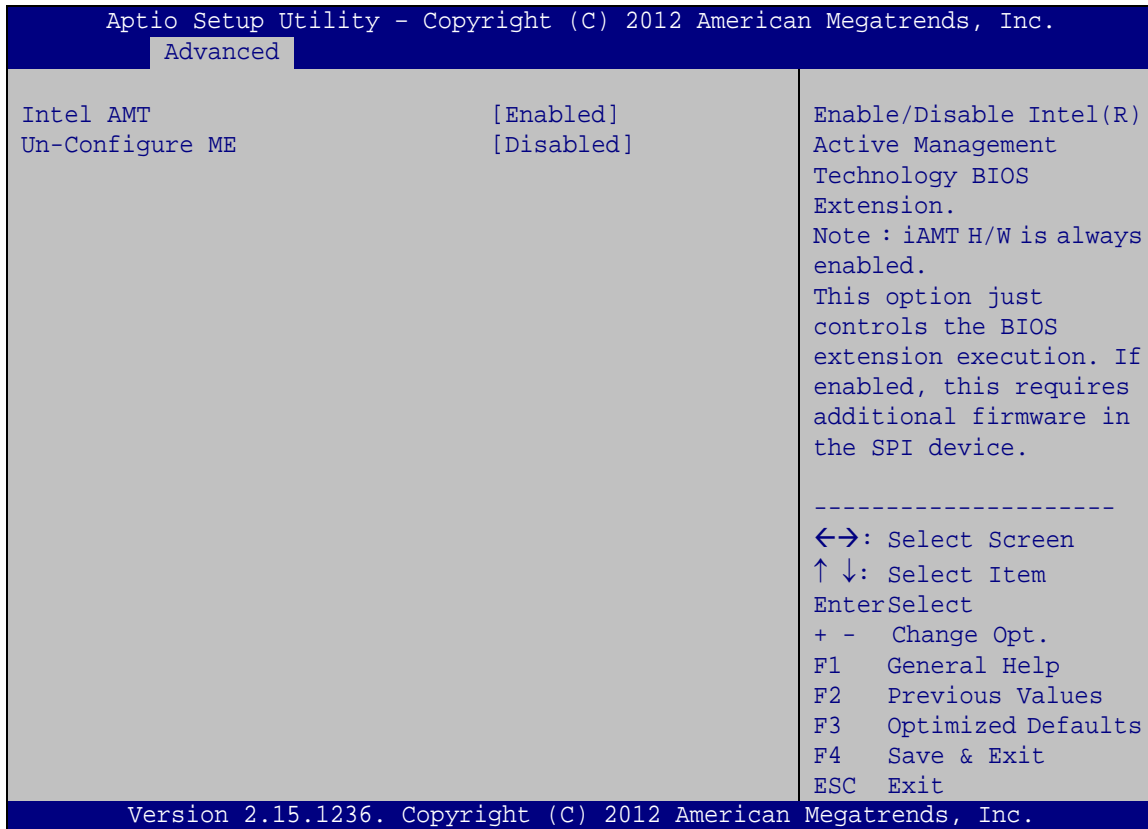 Aptio Setup Utility – Copyright (C) 2012 American Megatrends, Inc.
Advanced
Intel AMT [Enabled]
Un-Configure ME [Disabled]
Enable/Disable Intel(R)
Active Management
Technology BIOS
Extension.
Note：iAMT H/W is always
enabled.
This option just
controls the BIOS
extension execution. If
enabled, this requires
additional firmware in
the SPI device.
---------------------
←→: Select Screen
↑ ↓: Select Item
EnterSelect
+ - Change Opt.
F1 General Help
F2 Previous Values
F3 Optimized Defaults
F4 Save & Exit
ESC Exit
Version 2.15.1236. Copyright (C) 2012 American Megatrends, Inc.